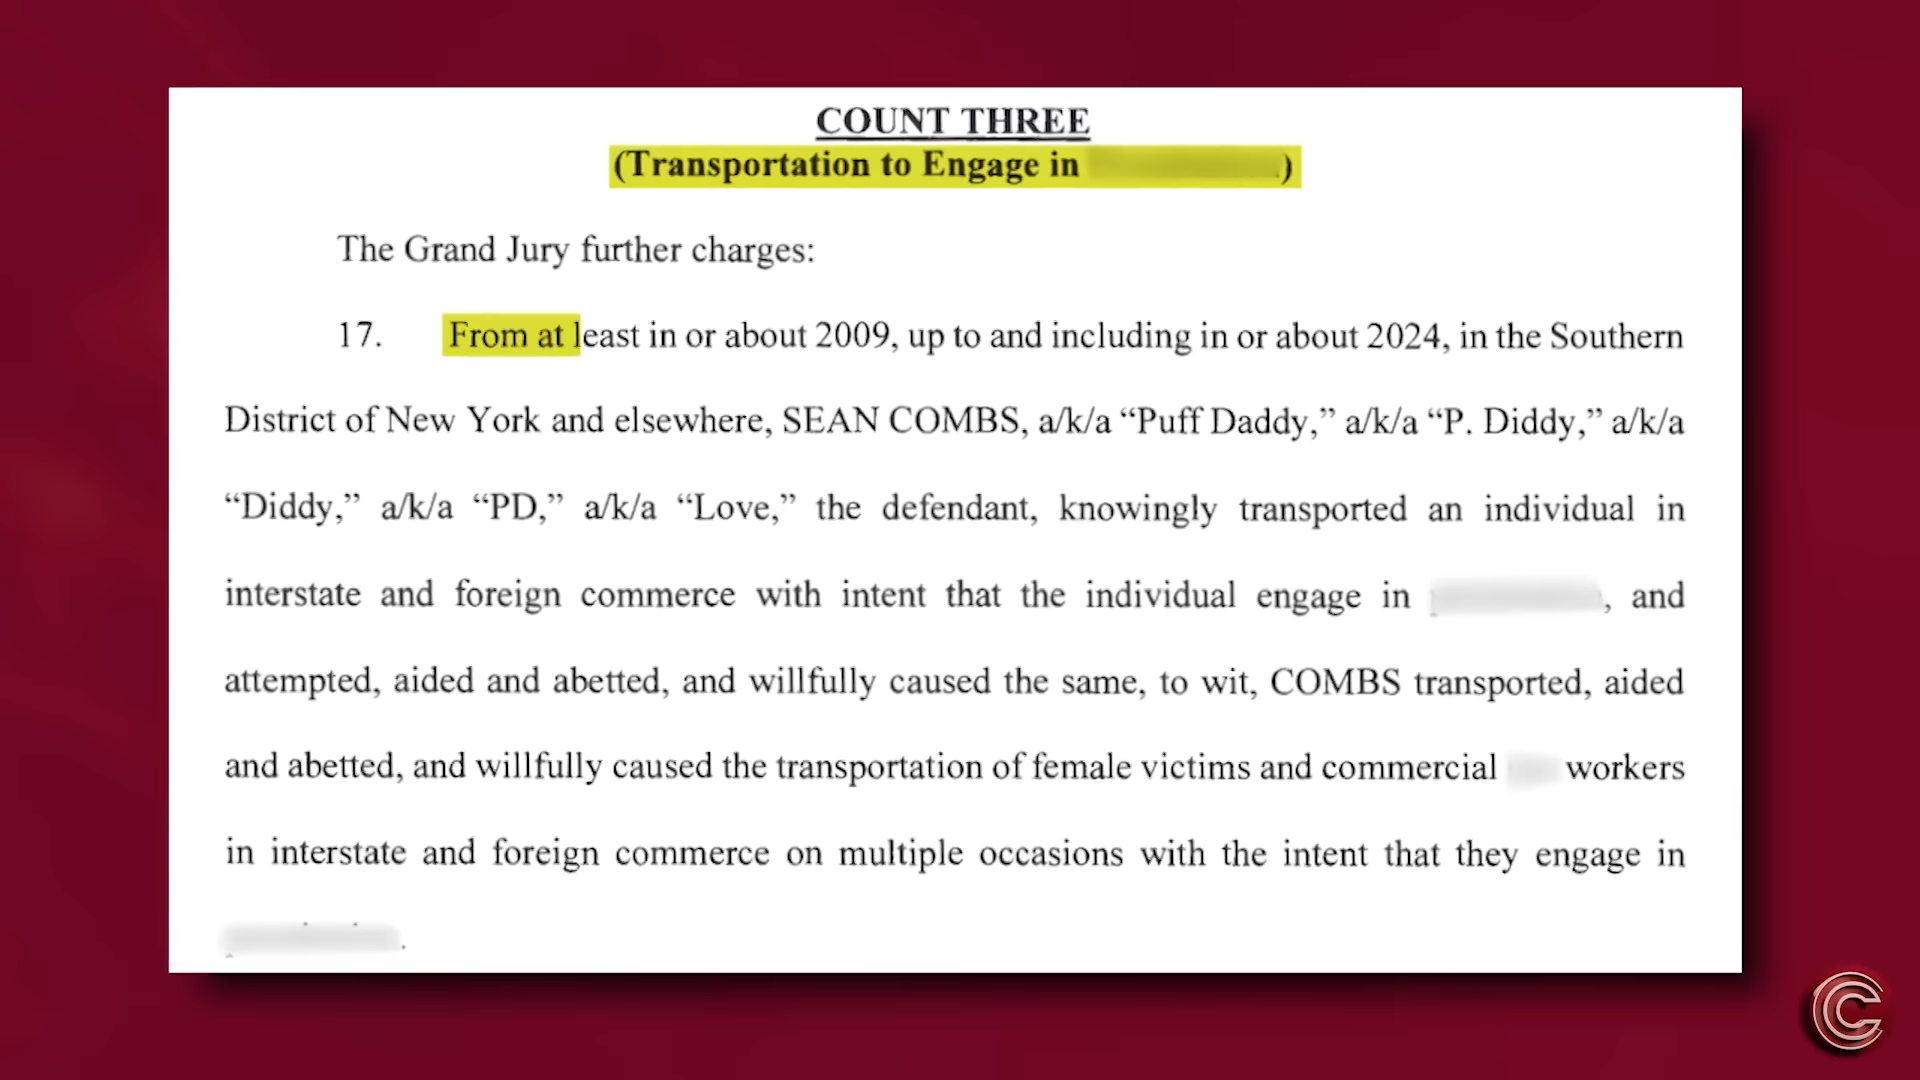 COUNT THREE
(Transportation to Engage in )
The Grand Jury further charges:
17. From at least in or about 2009, up to and including in or about 2024, in the Southern
District of New York and elsewhere, SEAN COMBS, a/k/a “Puff Daddy,” a/k/a “P. Diddy,” a/k/a
“Diddy,” a/k/a “PD,” a/k/a “Love,” the defendant, knowingly transported an individual in
interstate and foreign commerce with intent that the individual engage in , and
attempted, aided and abetted, and willfully caused the same, to wit, COMBS transported, aided
and abetted, and willfully caused the transportation of female victims and commercial workers
in interstate and foreign commerce on multiple occasions with the intent that they engage in
.